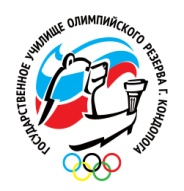 ГОСУДАРСТВЕННОЕ УЧИЛИЩЕ ОЛИМПИЙСКОГО РЕЗЕРВА Г. КОНДОПОГА